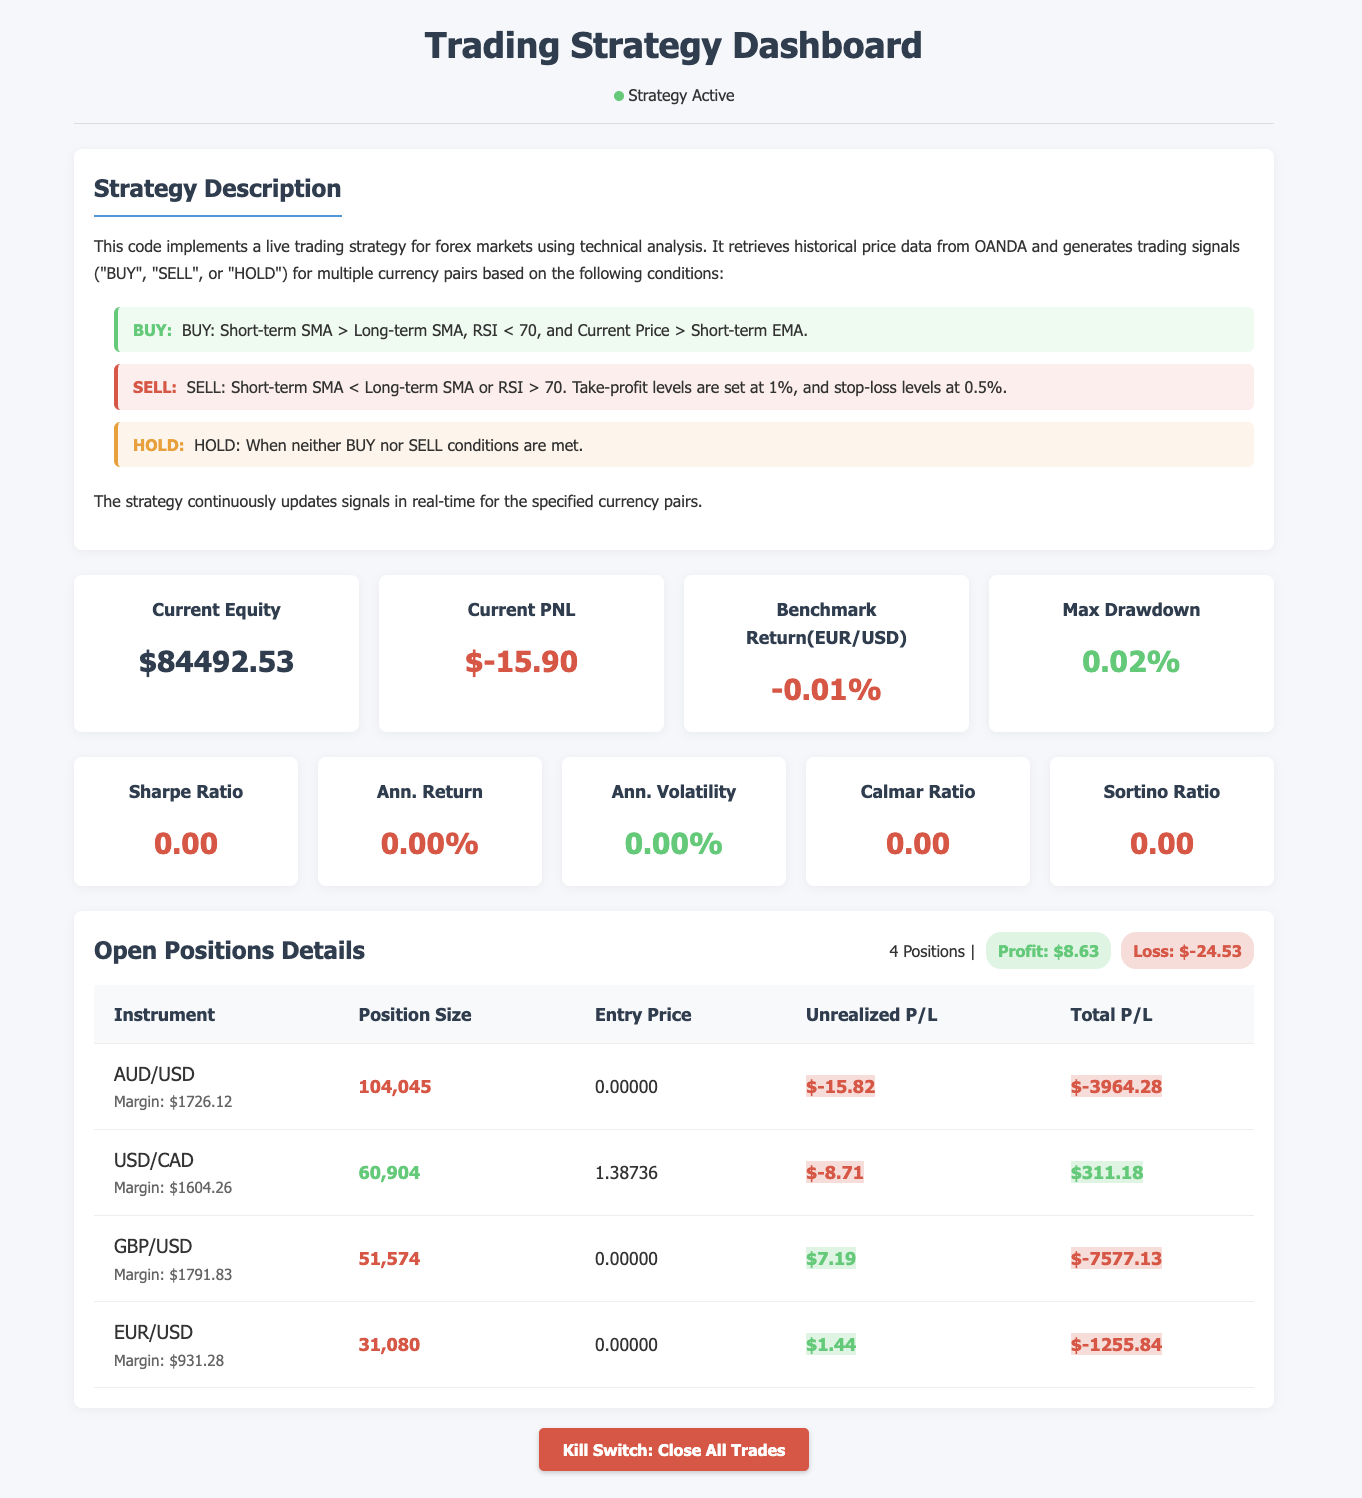 Trading Strategy Dashboard
Strategy Active
Strategy Description
This code implements a live trading strategy for forex markets using technical analysis. It retrieves historical price data from OANDA and generates trading signals
("BUY", "SELL", or "HOLD") for multiple currency pairs based on the following conditions:
BUY: BUY: Short-term SMA > Long-term SMA, RSI < 70, and Current Price > Short-term EMA.
SELL: SELL: Short-term SMA < Long-term SMA or RSI > 70. Take-profit levels are set at 1%, and stop-loss levels at 0.5%.
HOLD: HOLD: When neither BUY nor SELL conditions are met.
The strategy continuously updates signals in real-time for the specified currency pairs.
Current Equity
$84492.53
Current PNL
$-15.90
Benchmark
Return(EUR/USD)
-0.01%
Max Drawdown
0.02%
Sharpe Ratio
0.00
Ann. Return
0.00%
Ann. Volatility
0.00%
Calmar Ratio
0.00
Sortino Ratio
0.00
Open Positions Details
4 Positions | Profit: $8.63 Loss: $-24.53
Instrument Position Size Entry Price Unrealized P/L Total P/L
AUD/USD
Margin: $1726.12
104,045 0.00000 $-15.82 $-3964.28
USD/CAD
Margin: $1604.26
60,904 1.38736 $-8.71 $311.18
GBP/USD
Margin: $1791.83
51,574 0.00000 $7.19 $-7577.13
EUR/USD
Margin: $931.28
31,080 0.00000 $1.44 $-1255.84
Kill Switch: Close All Trades